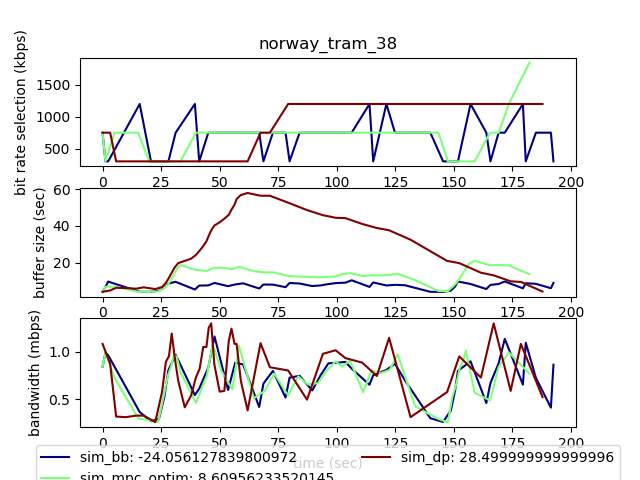 norway_tram_38
bit rate selection (kbps)
1500
1000
500
0 25 50 75 100 125 150 175 200
buffer size (sec)
60
40
20
0 25 50 75 100 125 150 175 200
bandwidth (mbps)
1.0
0.5
0 25 50 75 100 125 150 175 200
time (sec)
sim_bb: -24.056127839800972
sim_dp: 28.499999999999996
sim_mpc_optim: 8.60956233520145